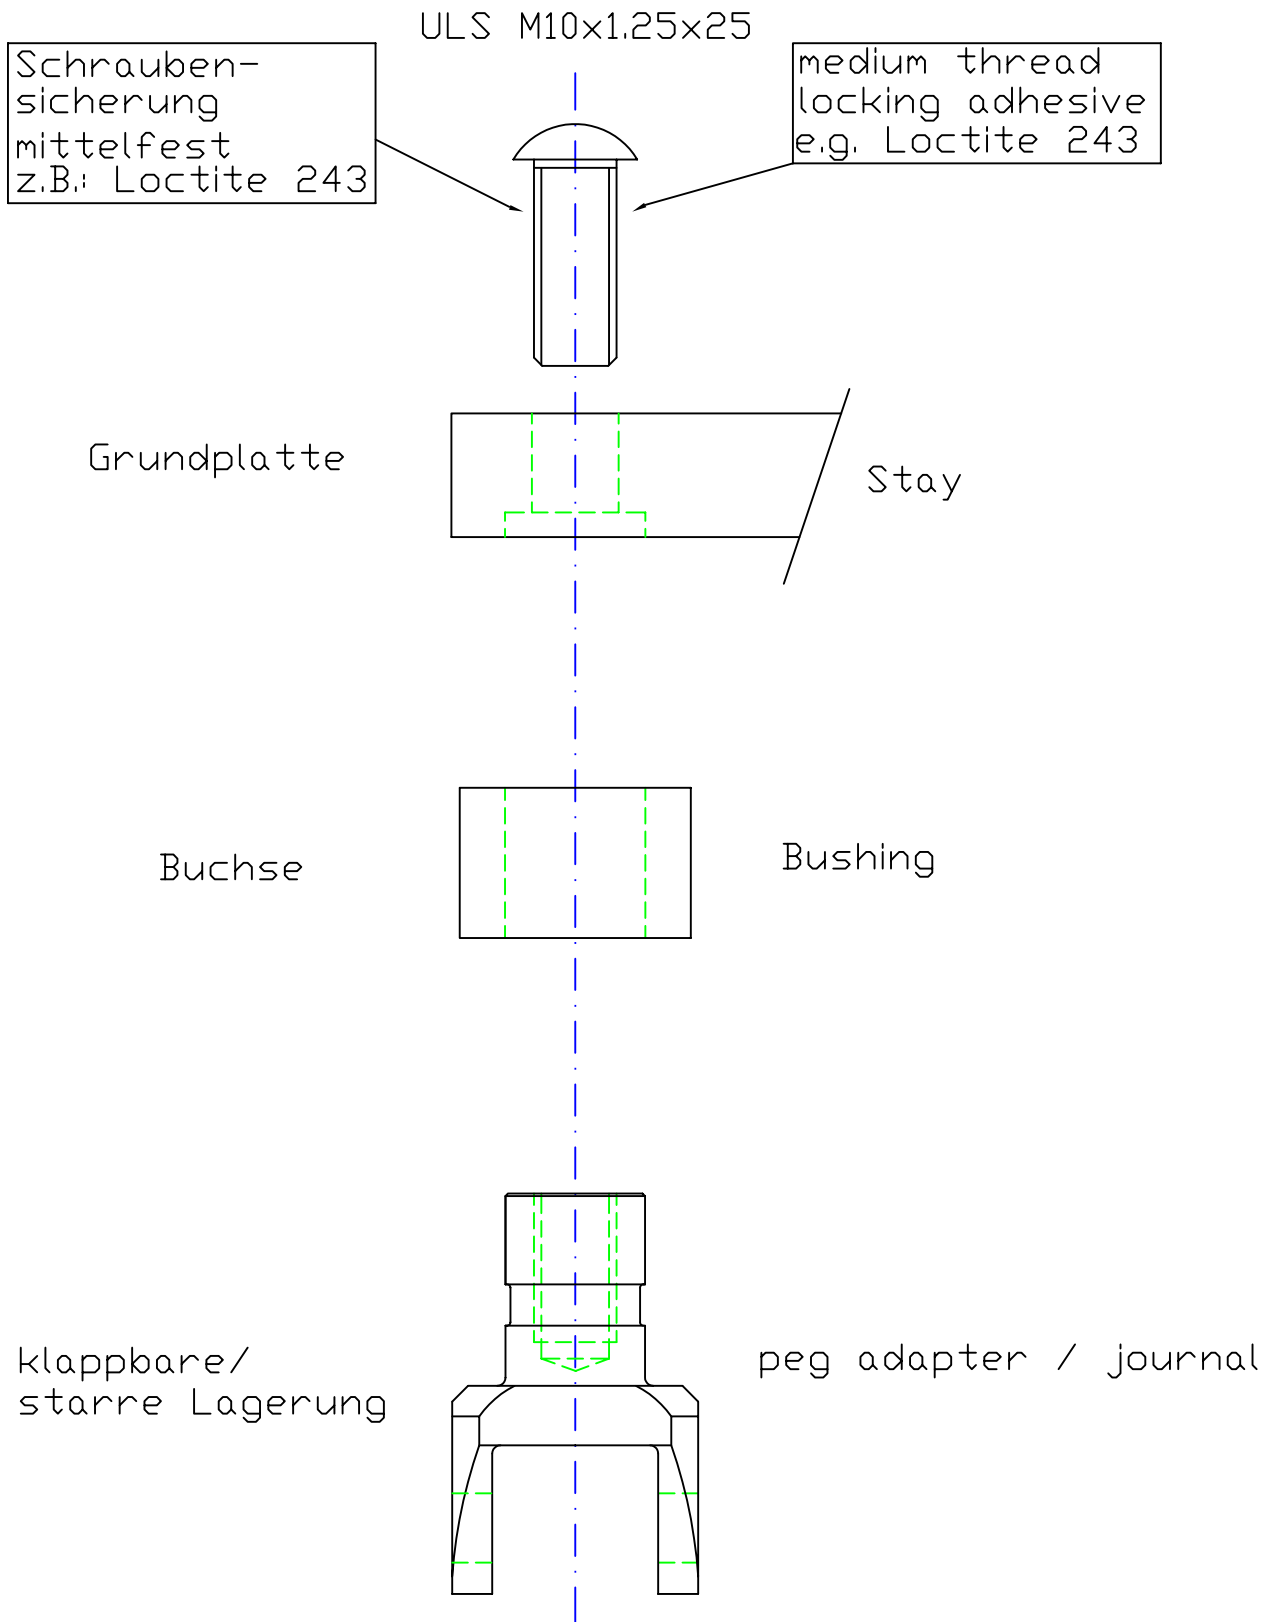 ULS M10x1.25x25
Schrauben-
sicherung
mittelfest
z.B.: Loctite 243
medium thread
locking adhesive
e.g. Loctite 243
Grundplatte
Stay
Buchse
Bushing
klappbare/
starre Lagerung
peg adapter / journal